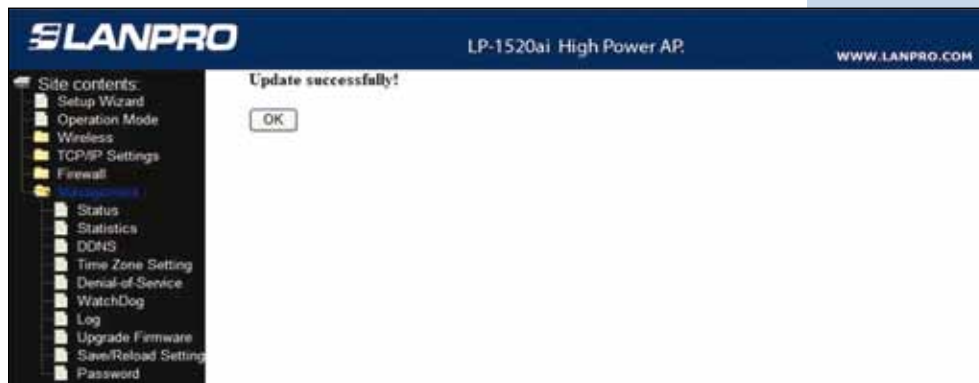 LANPRO
LP-1520ai High Power AP.
WWW.LANPRO.COM
Site contents:
Setup Wizard
Operation Mode
Wireless
TCP/IP Settings
Firewall
Management
Status
Statistics
DDNS
Time Zone Setting
Denial-of-Service
WatchDog
Log
Upgrade Firmware
Save/Reload Setting
Password
Update successfully!
OK